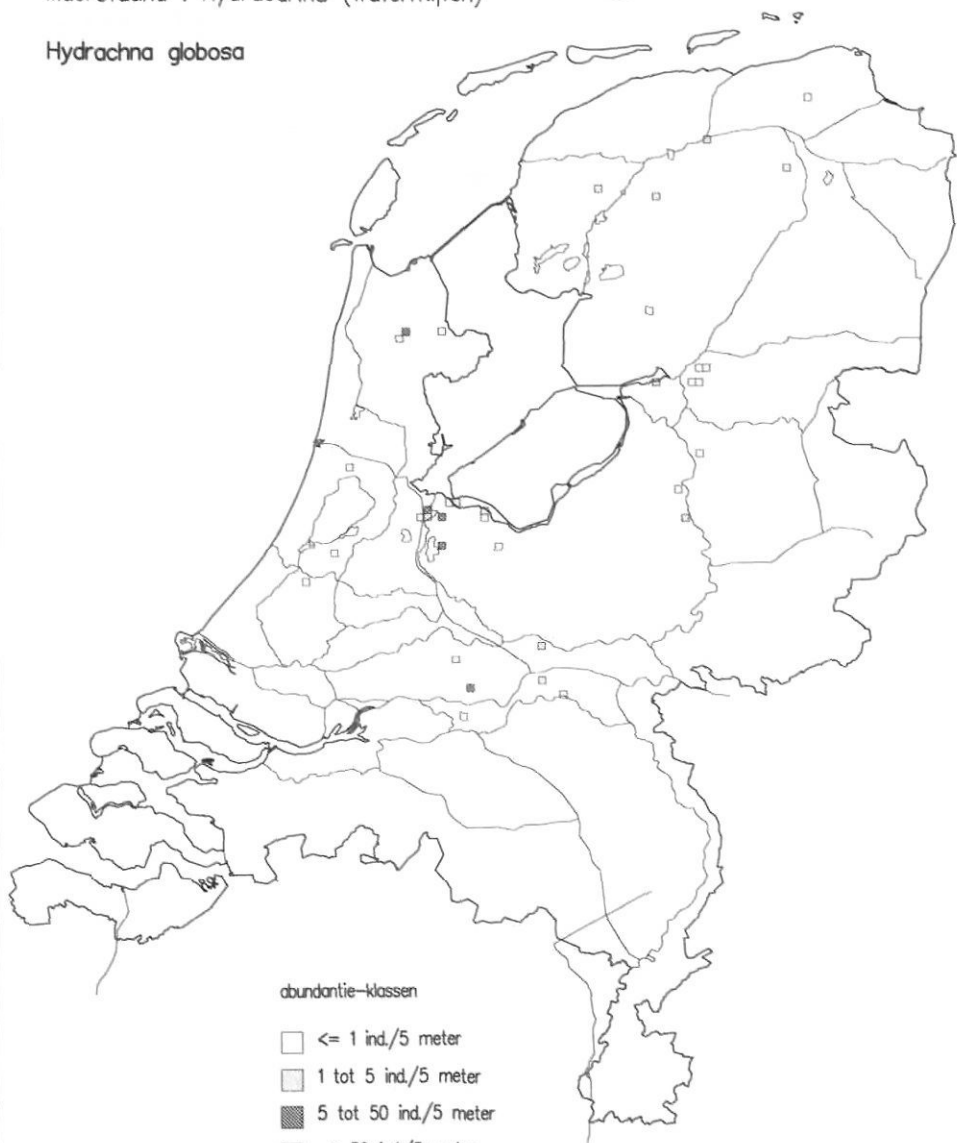 Hydrachna globosa
abundantie-klassen
<= 1 ind./5 meter
1 tot 5 ind./5 meter
5 tot 50 ind./5 meter